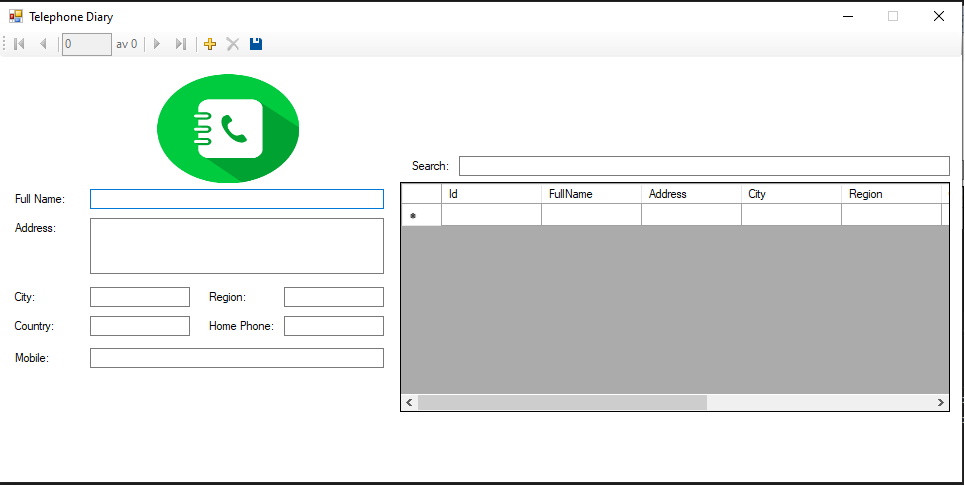 Telephone Diary
0 av 0
Search:
Id FullName Address City Region
Full Name:
Address:
City: Region:
Country: Home Phone:
Mobile: